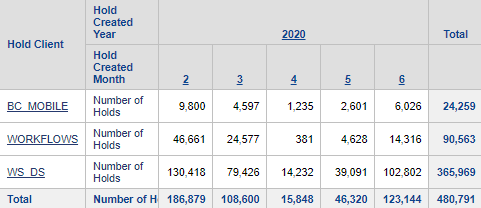 Hold Client Hold Created Year 2020 Total
Hold Created Month 2 3 4 5 6
BC_MOBILE Number of Holds 9,800 4,597 1,235 2,601 6,026 24,259
WORKFLOWS Number of Holds 46,661 24,577 381 4,628 14,316 90,563
WS_DS Number of Holds 130,418 79,426 14,232 39,091 102,802 365,969
Total Number of H 186,879 108,600 15,848 46,320 123,144 480,791